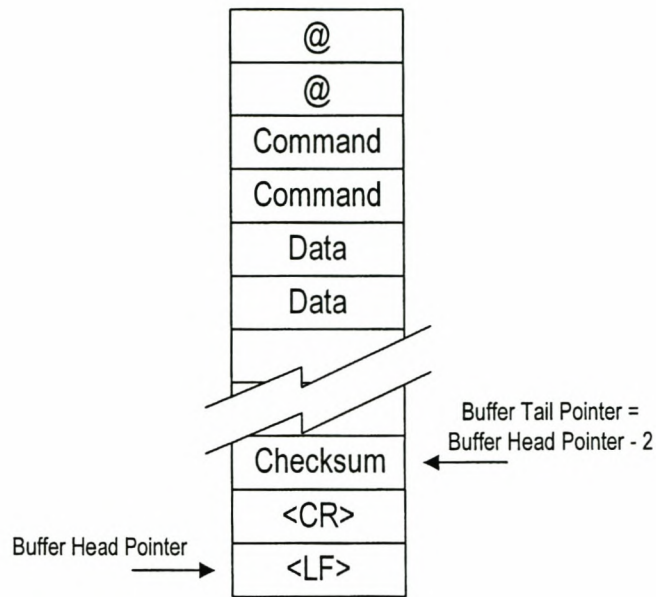 @
@
Command
Command
Data
Data
Buffer Tail Pointer =
Buffer Head Pointer - 2
Checksum
<CR>
Buffer Head Pointer
<LF>